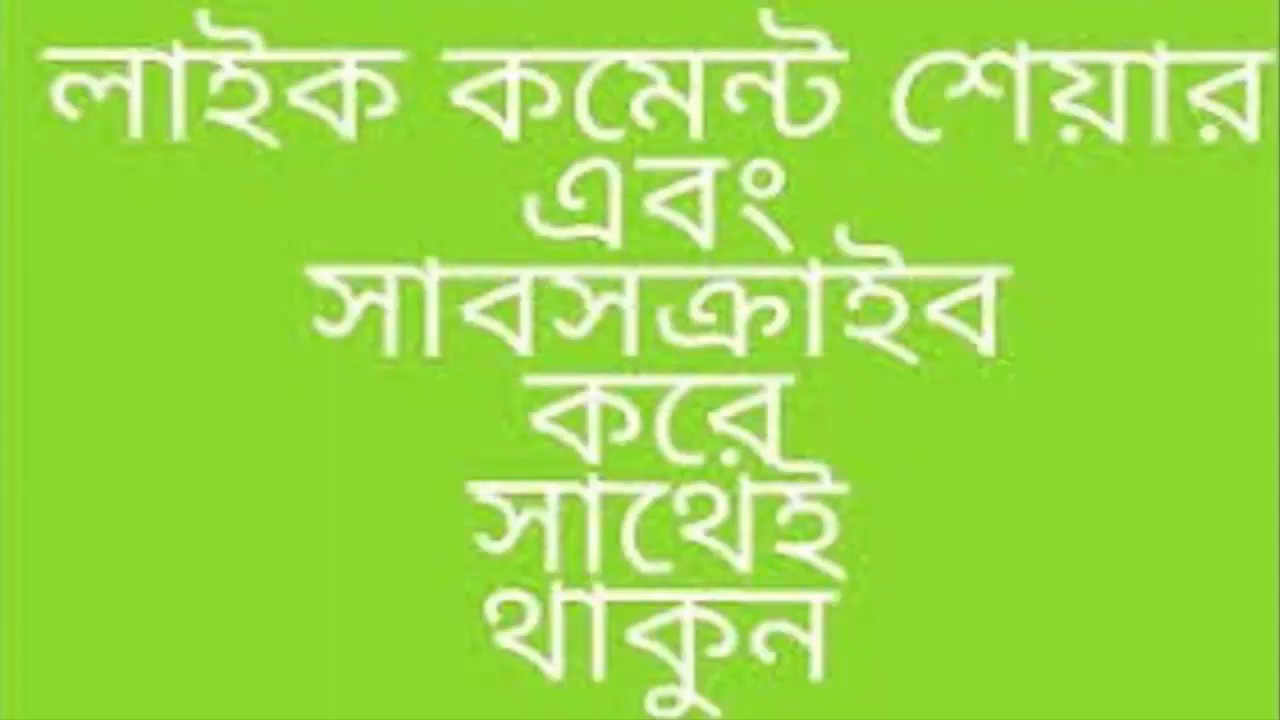 লাইক কমেন্ট শেয়ার
এবং
সাবসক্রাইব
করে
সাথেই
থাকুন